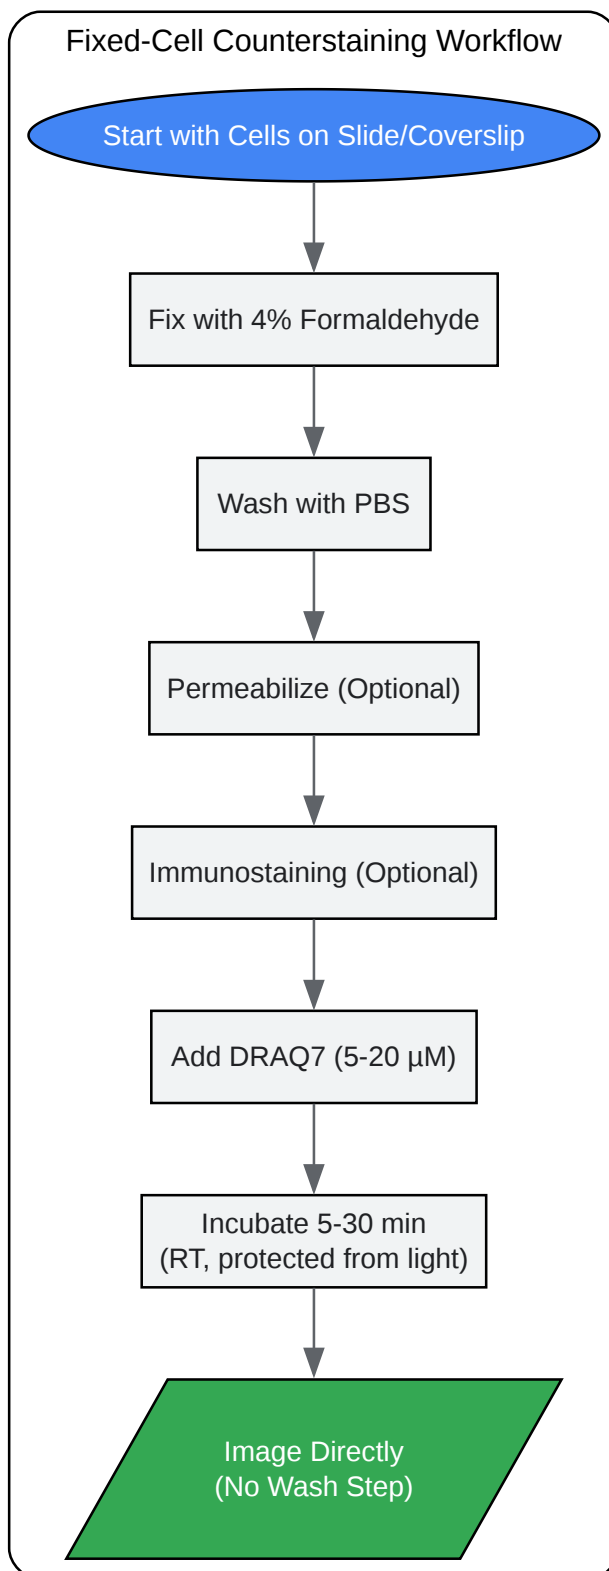 Fixed-Cell Counterstaining Workflow
Start with Cells on Slide/Coverslip
Fix with 4% Formaldehyde
Wash with PBS
Permeabilize (Optional)
Immunostaining (Optional)
Add DRAQ7 (5-20 µM)
Incubate 5-30 min
(RT, protected from light)
Image Directly
(No Wash Step)